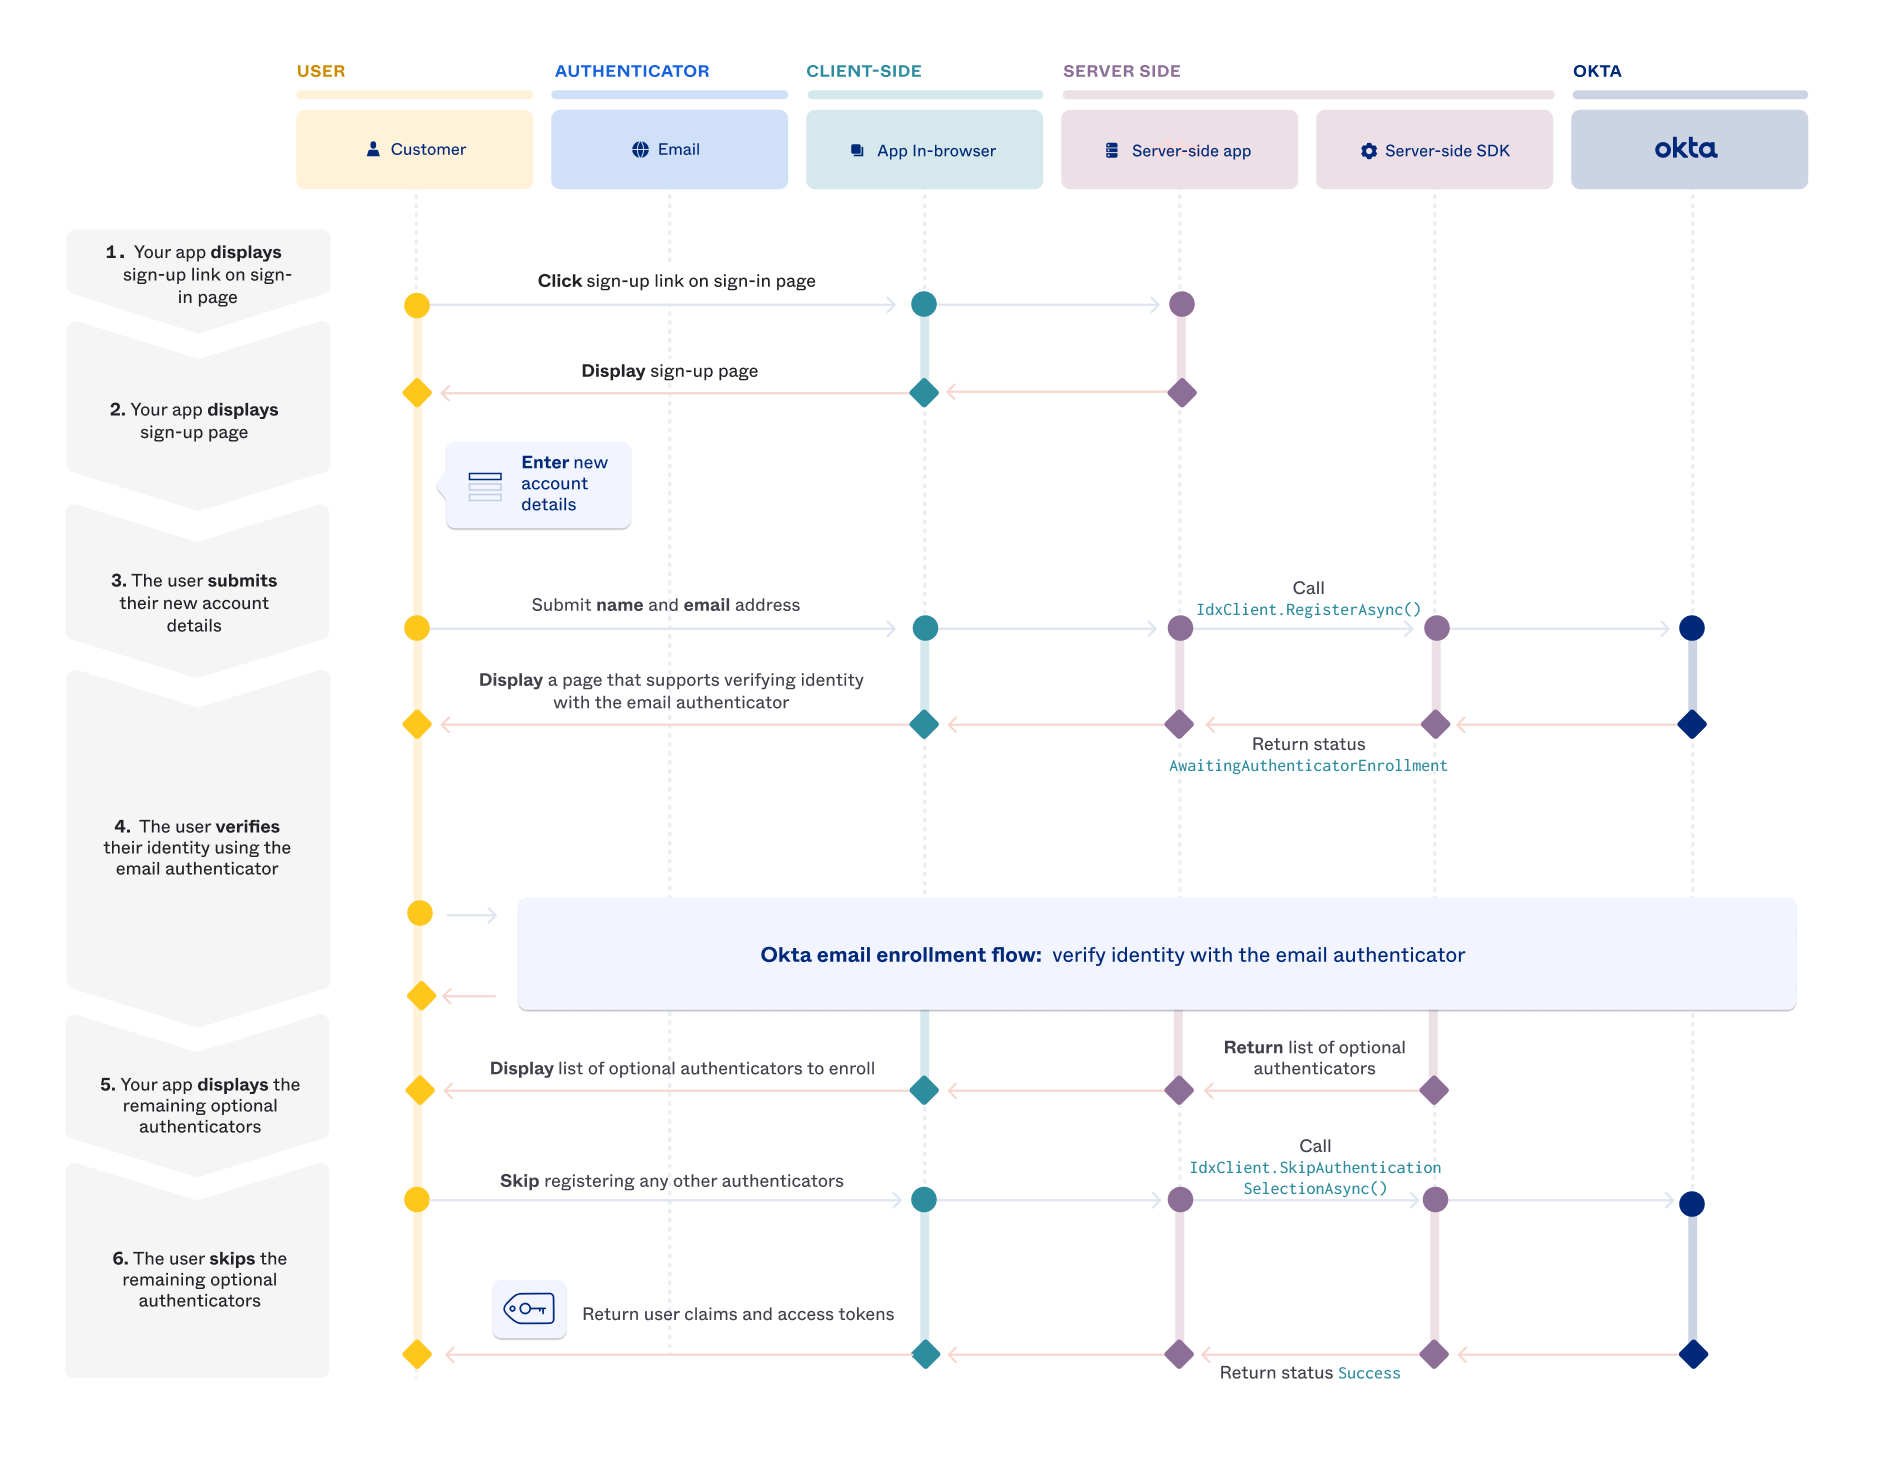 USER
AUTHENTICATOR
CLIENT-SIDE
SERVER SIDE
OKTA
Customer
Email
App In-browser
Server-side app
Server-side SDK
okta
1. Your app displays
sign-up link on sign-
in page
Click sign-up link on sign-in page
Display sign-up page
2. Your app displays
sign-up page
Enter new
account
details
3. The user submits
their new account
details
Submit name and email address
Call
IdxClient.RegisterAsync()
Display a page that supports verifying identity
with the email authenticator
Return status
AwaitingAuthenticatorEnrollment
4. The user verifies
their identity using the
email authenticator
Okta email enrollment flow: verify identity with the email authenticator
5. Your app displays the
remaining optional
authenticators
Display list of optional authenticators to enroll
Return list of optional
authenticators
Skip registering any other authenticators
Call
IdxClient.SkipAuthentication
SelectionAsync()
6. The user skips the
remaining optional
authenticators
Return user claims and access tokens
Return status Success